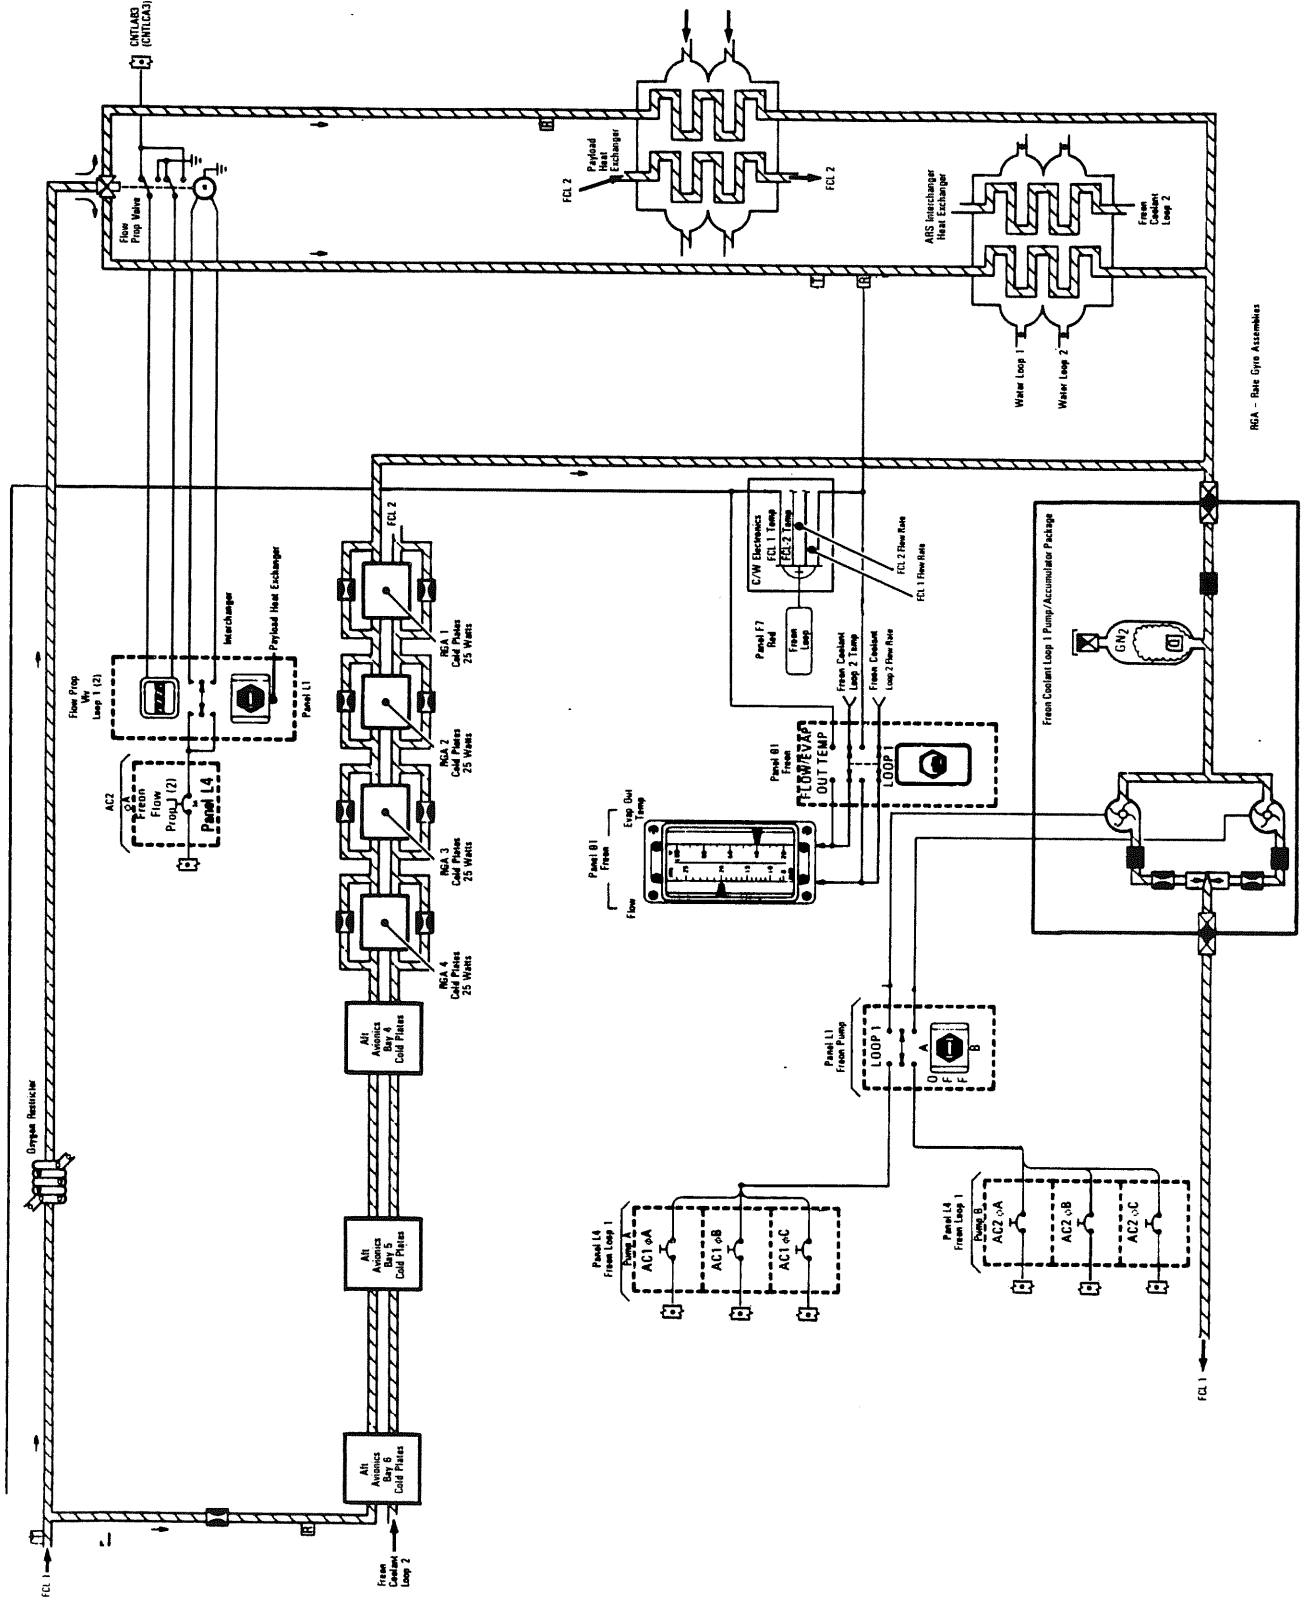 CNTLAB3
(CNTLCA3)
Flow
Prop Valve
Payload
Heat
Exchanger
FCL 2
FCL 2
ARS Interchanger
Heat Exchanger
Freon
Coolant
Loop 2
Water Loop 1
Water Loop 2
RGA - Rate Gyro Assemblies
Flow Prop
Vlv
Loop 1 (2)
Interchanger
Payload Heat Exchanger
Panel L1
AC2
φA
Freon
Flow
Prop 1 (2)
Panel L4
FCL 2
RGA 1
Cold Plates
25 Watts
RGA 2
Cold Plates
25 Watts
RGA 3
Cold Plates
25 Watts
RGA 4
Cold Plates
25 Watts
C/W Electronics
FCL 1 Temp
FCL-2 Temp
FCL 2 Flow Rate
FCL 1 Flow Rate
Panel F7
Red
Freon
Loop
Freon Coolant
Loop 2 Temp
Freon Coolant
Loop 2 Flow Rate
Panel O1
Freon
FLOW/EVAP
OUT TEMP
LOOP 1
Evap Out
Temp
Panel O1
Freon
Flow
Freon Coolant Loop 1 Pump/Accumulator Package
GN2
Q
Aft
Avionics
Bay 4
Cold Plates
Aft
Avionics
Bay 5
Cold Plates
Aft
Avionics
Bay 6
Cold Plates
Oxygen Restrictor
Panel L1
Freon Pump
LOOP 1
A
B
OFF
Panel L4
Freon Loop 1
Pump A
AC1 φA
AC1 φB
AC1 φC
Panel L4
Freon Loop 1
Pump B
AC2 φA
AC2 φB
AC2 φC
FCL 1
FCL 1
Freon
Coolant
Loop 2
R
T
R
T
R